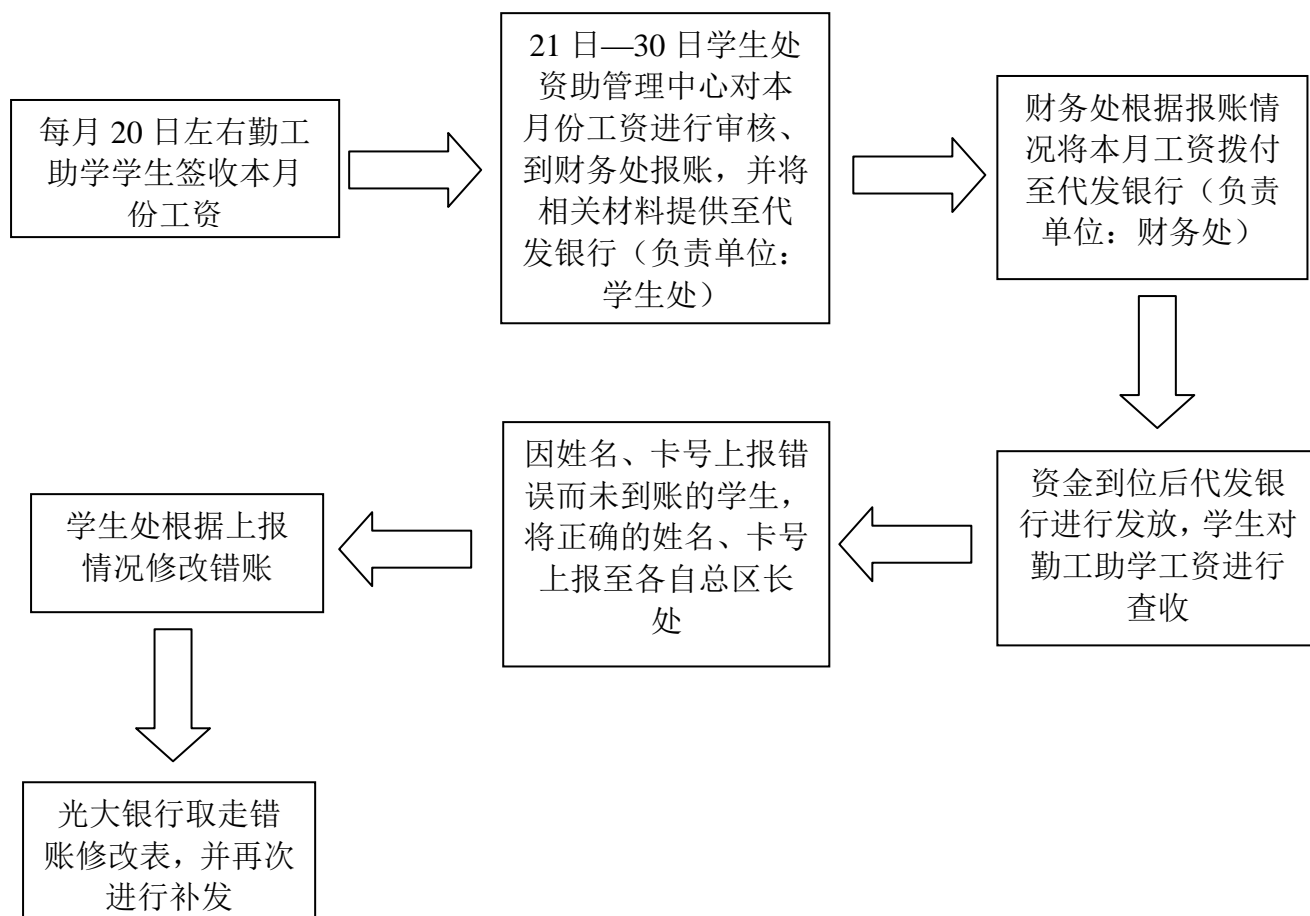 每月 20 日左右勤工
助学学生签收本月
份工资
21 日—30 日学生处
资助管理中心对本
月份工资进行审核、
到财务处报账，并将
相关材料提供至代
发银行（负责单位：
学生处）
财务处根据报账情
况将本月工资拨付
至代发银行（负责
单位：财务处）
资金到位后代发银
行进行发放，学生对
勤工助学工资进行
查收
因姓名、卡号上报错
误而未到账的学生，
将正确的姓名、卡号
上报至各自总区长
处
学生处根据上报
情况修改错账
光大银行取走错
账修改表，并再次
进行补发